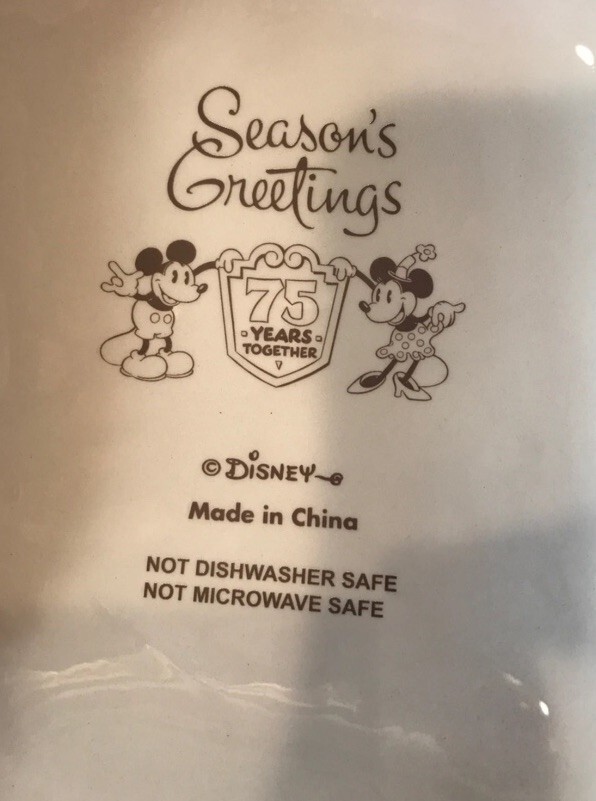 Season's
Greetings
75
YEARS
TOGETHER
© DISNEY
Made in China
NOT DISHWASHER SAFE
NOT MICROWAVE SAFE